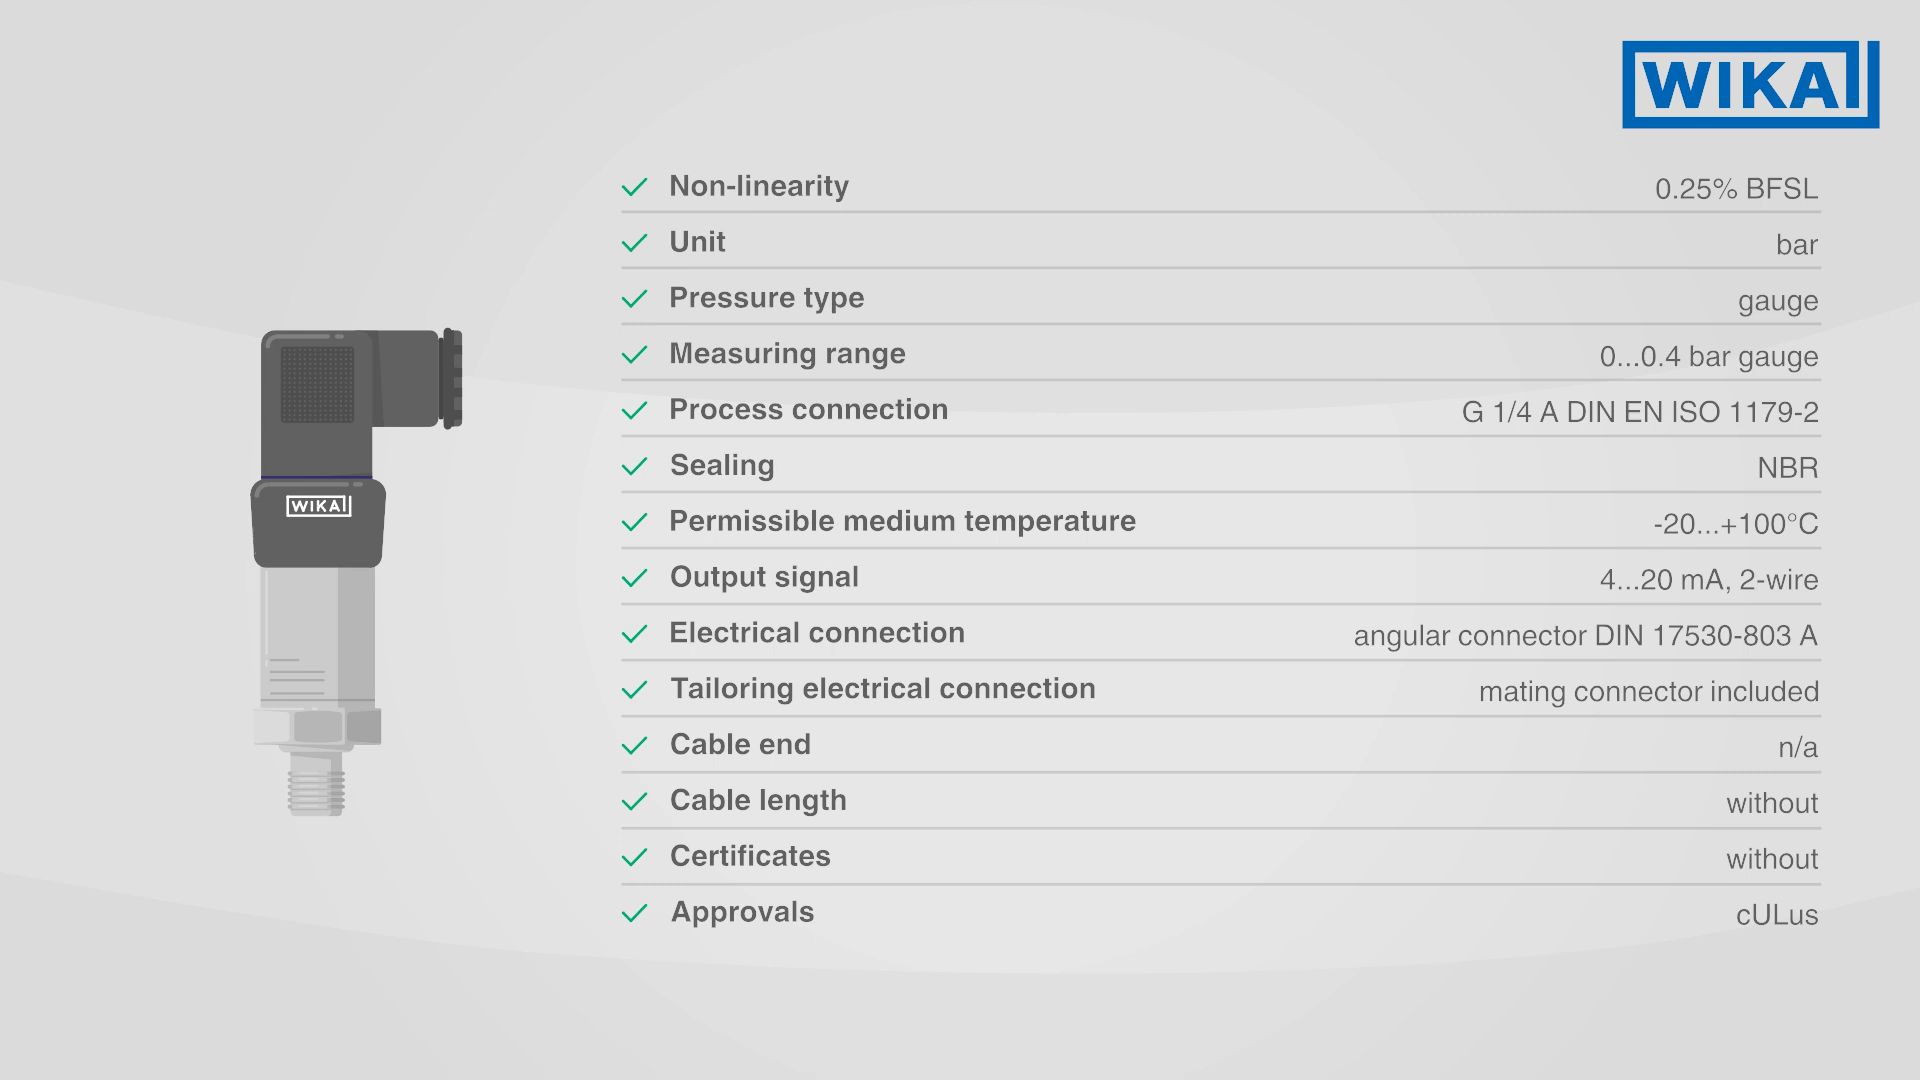 WIKA
Non-linearity 0.25% BFSL
Unit bar
Pressure type gauge
Measuring range 0...0.4 bar gauge
Process connection G 1/4 A DIN EN ISO 1179-2
Sealing NBR
Permissible medium temperature -20...+100°C
Output signal 4...20 mA, 2-wire
Electrical connection angular connector DIN 17530-803 A
Tailoring electrical connection mating connector included
Cable end n/a
Cable length without
Certificates without
Approvals cULus
WIKA